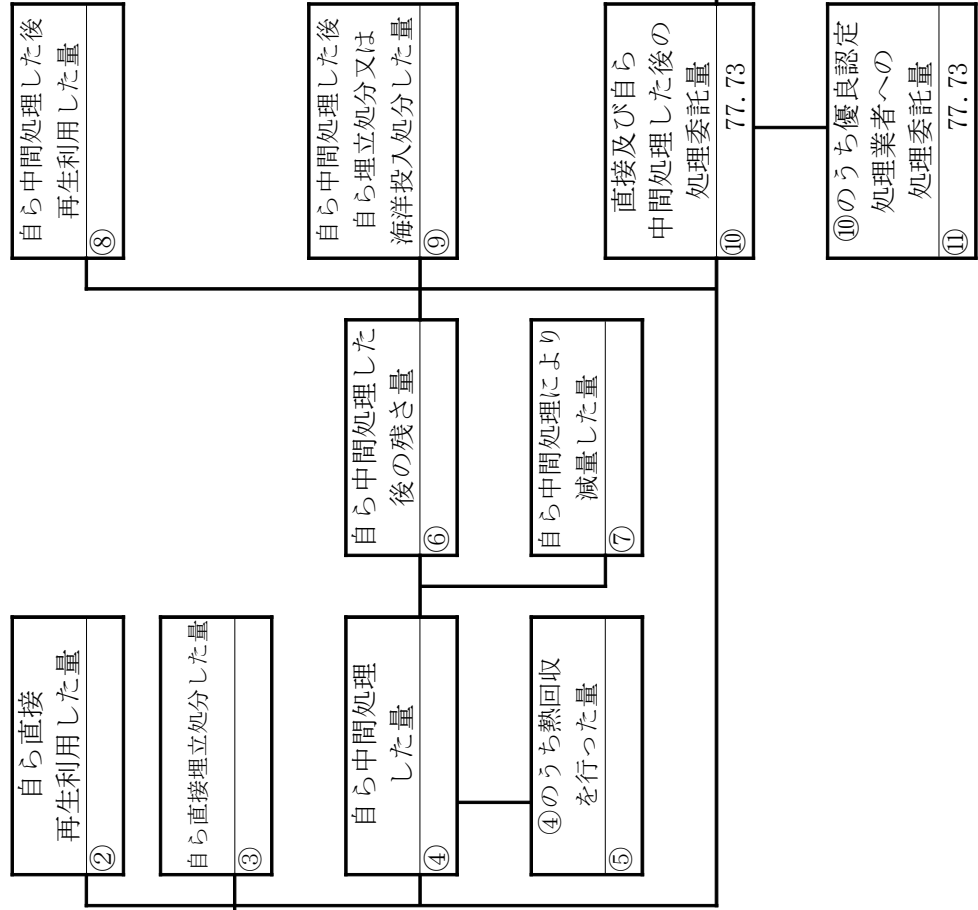 自ら直接
再生利用した量
②
自ら直接埋立処分した量
③
自ら中間処理
した量
④
④のうち熱回収
を行った量
⑤
自ら中間処理した
後の残さ量
⑥
自ら中間処理により
減量した量
⑦
自ら中間処理した後
再生利用した量
⑧
自ら中間処理した後
自ら埋立処分又は
海洋投入処分した量
⑨
直接及び自ら
中間処理した後の
処理委託量
⑩ 77.73
⑩のうち優良認定
処理業者への
処理委託量
⑪ 77.73